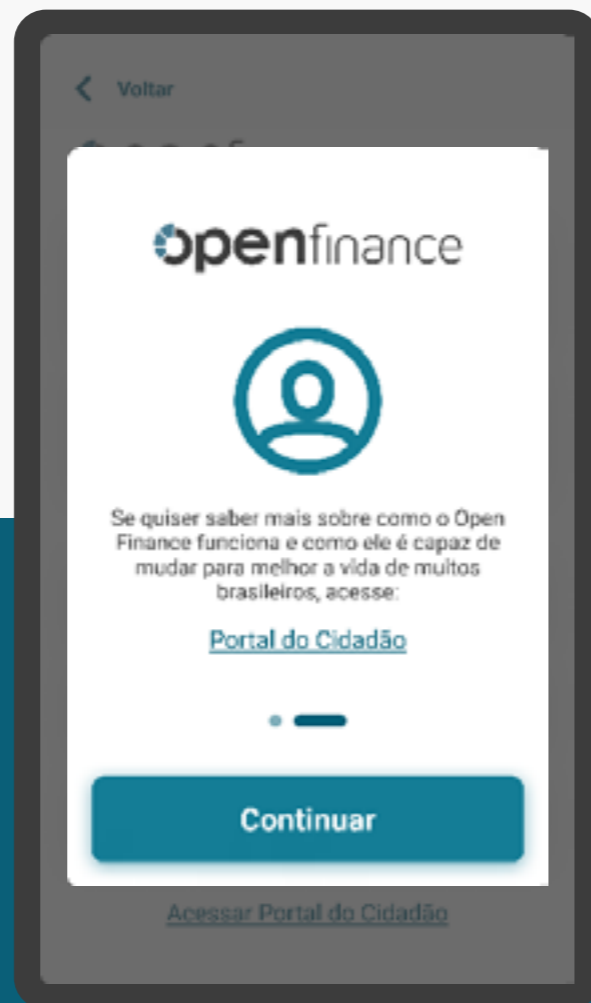 Voltar
openfinance
Se quiser saber mais sobre como o Open
Finance funciona e como ele é capaz de
mudar para melhor a vida de muitos
brasileiros, acesse:
Portal do Cidadão
Continuar
Acessar Portal do Cidadão